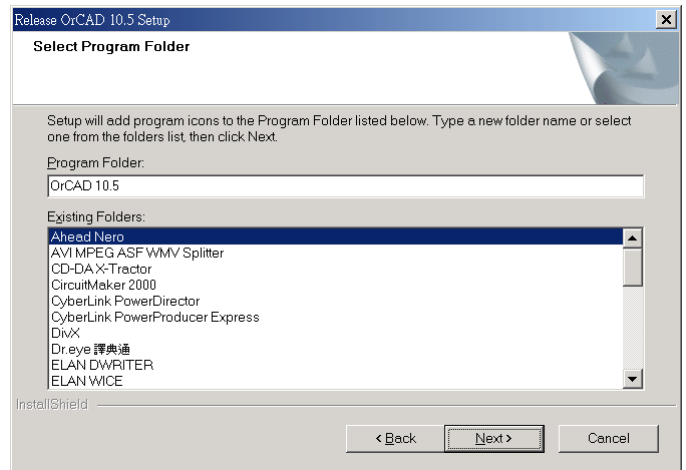 Release OrCAD 10.5 Setup
Select Program Folder
Setup will add program icons to the Program Folder listed below. Type a new folder name or select
one from the folders list, then click Next.
Program Folder:
OrCAD 10.5
Existing Folders:
Ahead Nero
AVI MPEG ASF WMV Splitter
CD-DA X-Tractor
CircuitMaker 2000
CyberLink PowerDirector
CyberLink PowerProducer Express
DivX
Dr.eye 譯典通
ELAN DWRITER
ELAN WICE
InstallShield
< Back Next > Cancel